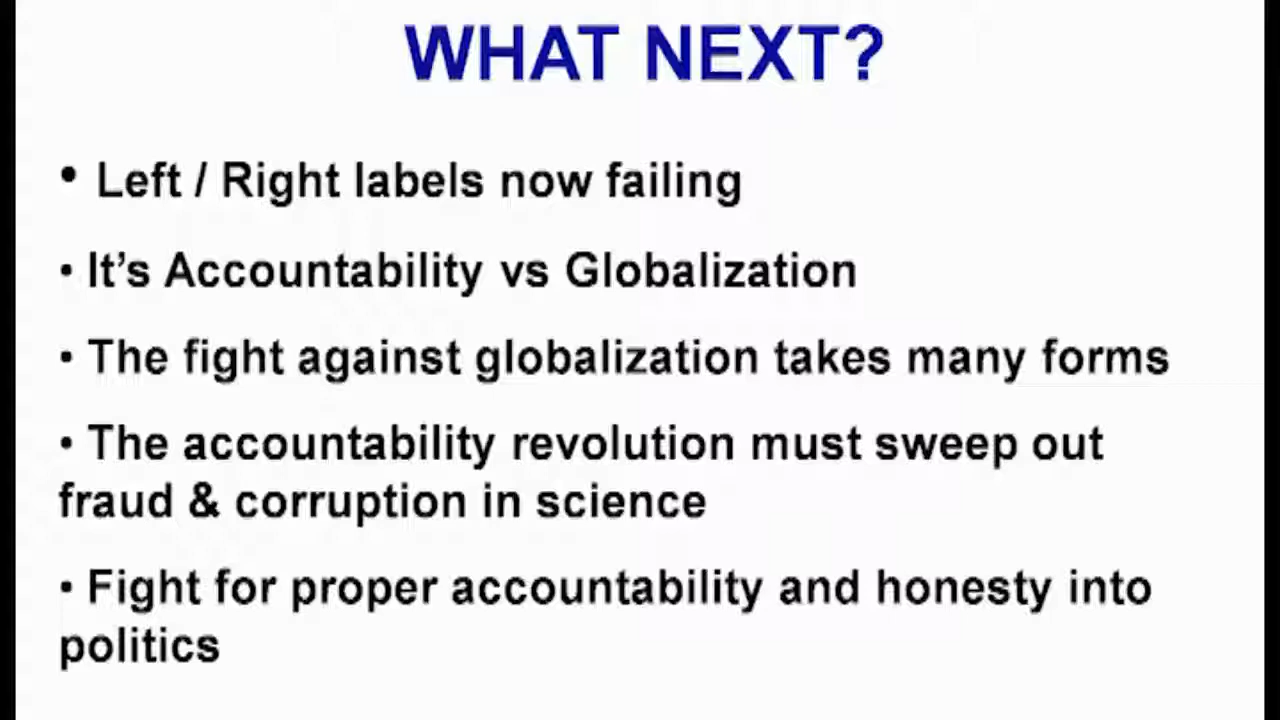 WHAT NEXT?
• Left / Right labels now failing
• It’s Accountability vs Globalization
• The fight against globalization takes many forms
• The accountability revolution must sweep out
fraud & corruption in science
• Fight for proper accountability and honesty into
politics